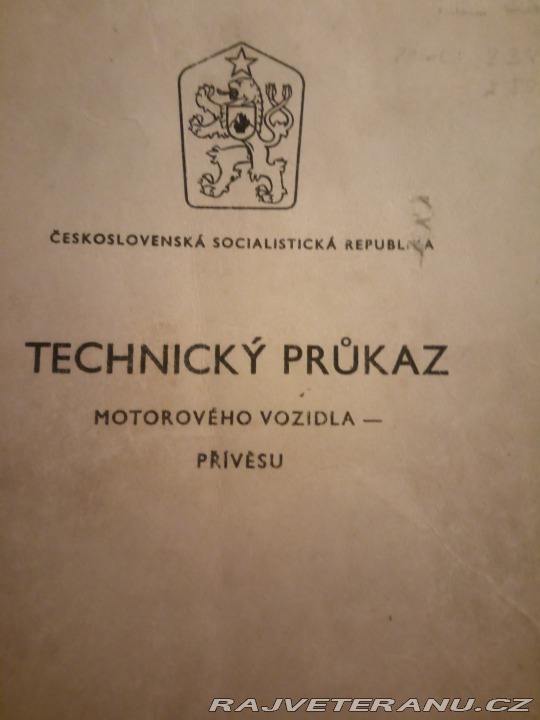 ČESKOSLOVENSKÁ SOCIALISTICKÁ REPUBLIKA
TECHNICKÝ PRŮKAZ
MOTOROVÉHO VOZIDLA —
PŘÍVĚSU
RAJVETERANU.CZ